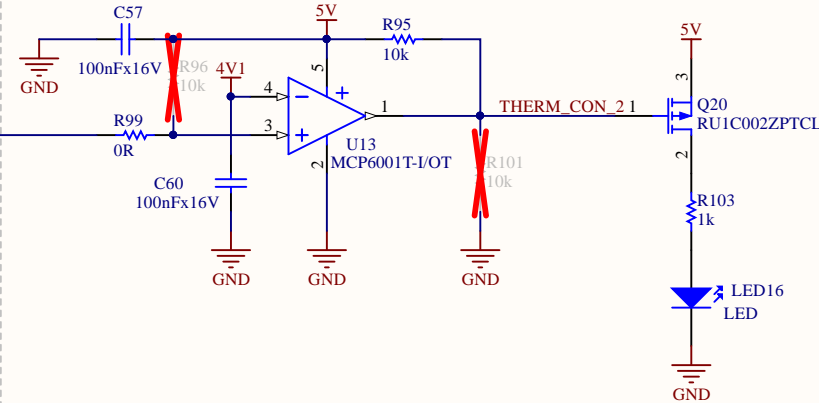 C57
100nFx16V
GND
R96
10k
5V
R95
10k
4V1
4
3
5
2
1
U13
MCP6001T-I/OT
R99
0R
C60
100nFx16V
GND
GND
R101
10k
GND
THERM_CON_2
1
5V
3
Q20
RU1C002ZPTCL
2
R103
1k
LED16
LED
GND